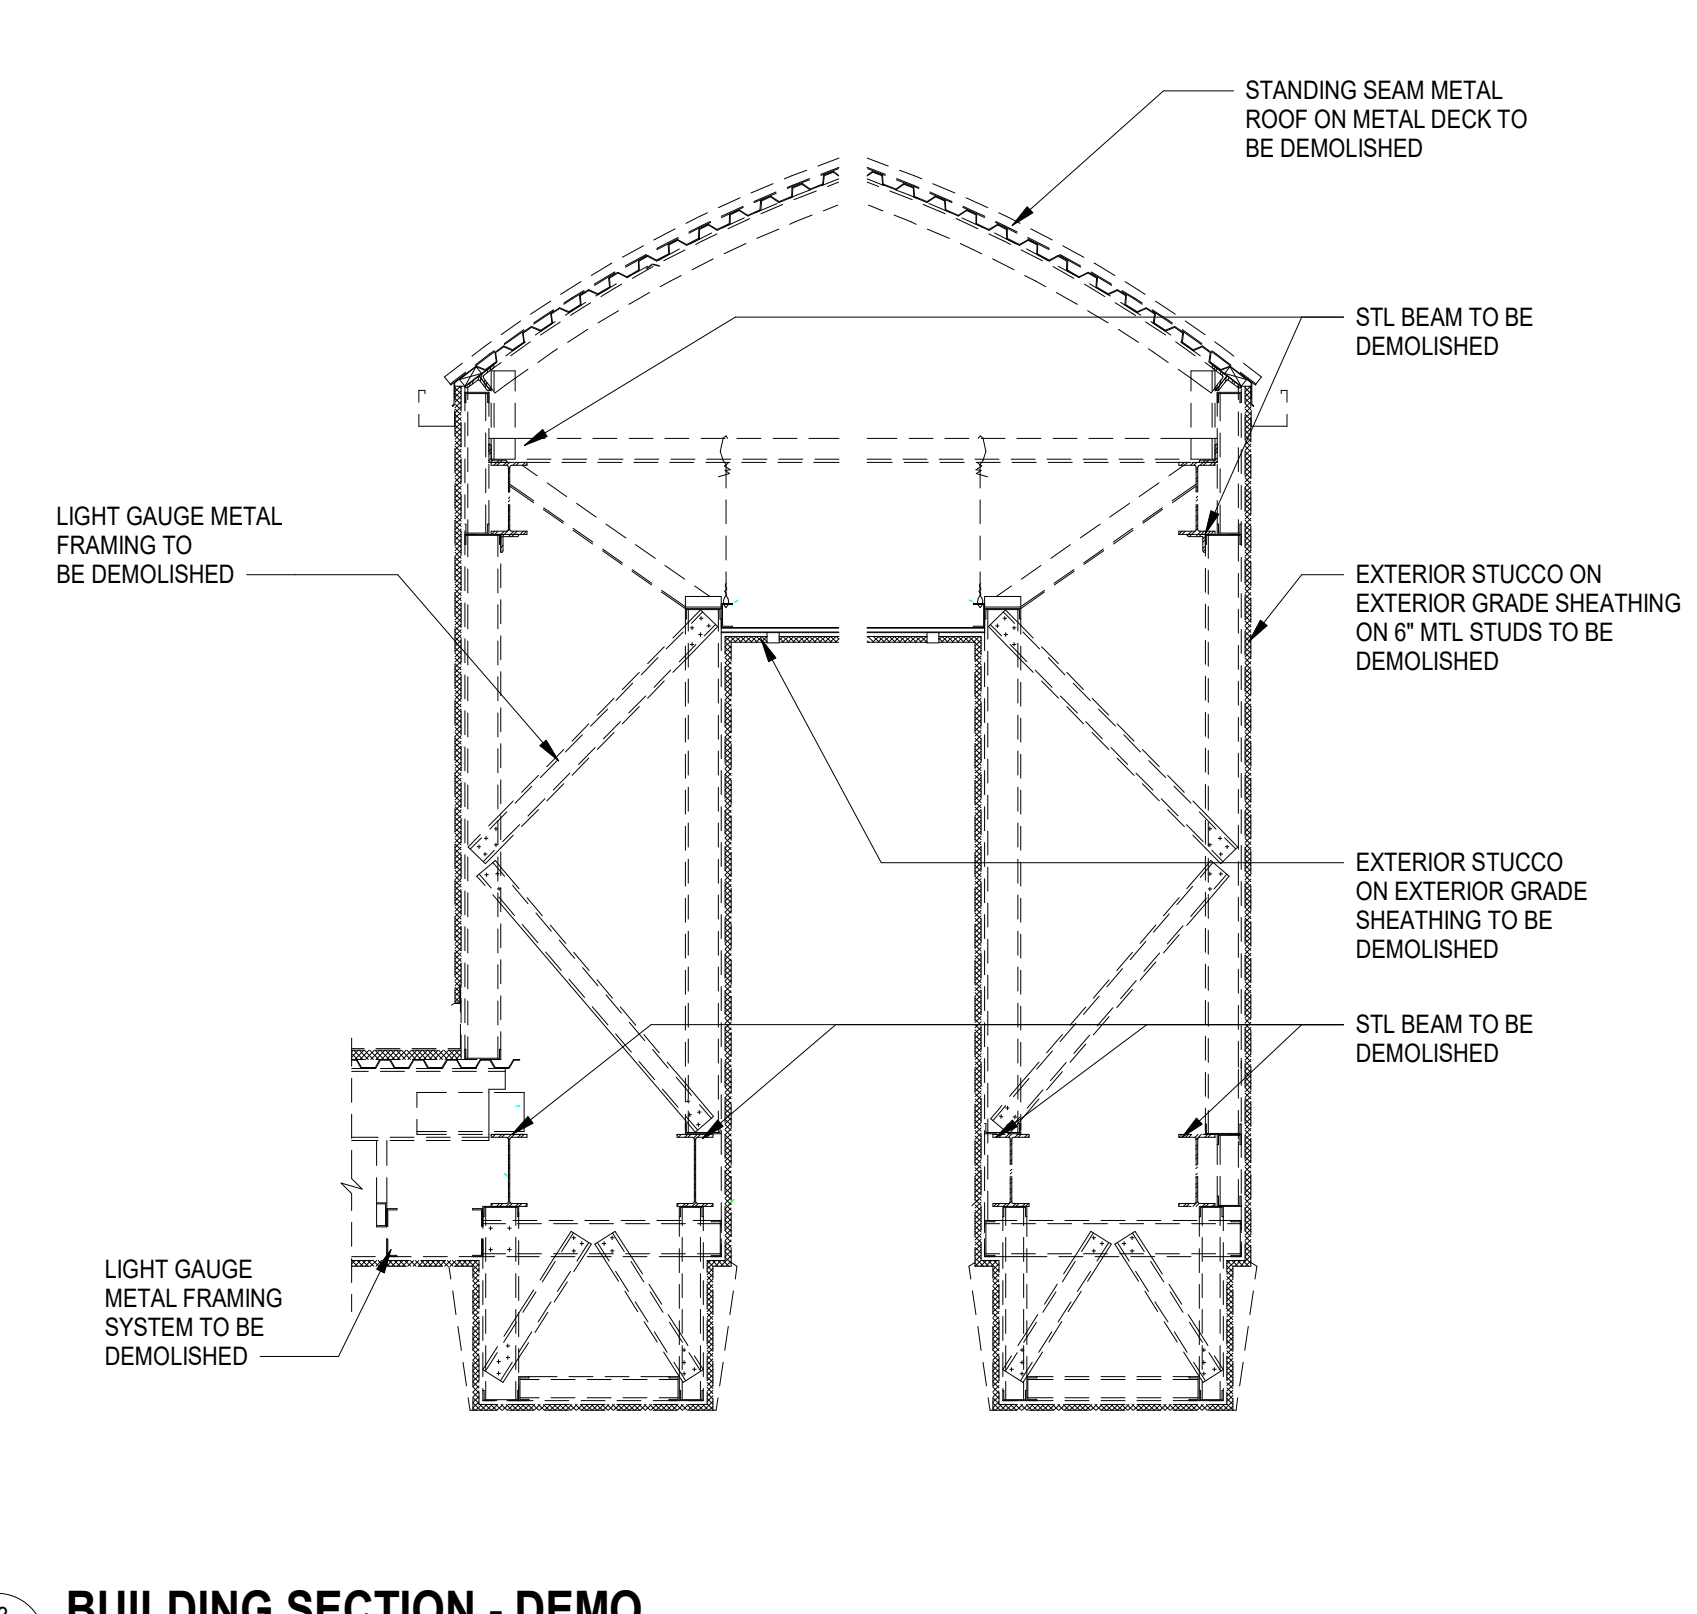 STANDING SEAM METAL
ROOF ON METAL DECK TO
BE DEMOLISHED
STL BEAM TO BE
DEMOLISHED
LIGHT GAUGE METAL
FRAMING TO
BE DEMOLISHED
EXTERIOR STUCCO ON
EXTERIOR GRADE SHEATHING
ON 6" MTL STUDS TO BE
DEMOLISHED
EXTERIOR STUCCO
ON EXTERIOR GRADE
SHEATHING TO BE
DEMOLISHED
STL BEAM TO BE
DEMOLISHED
LIGHT GAUGE
METAL FRAMING
SYSTEM TO BE
DEMOLISHED
BUILDING SECTION - DEMO